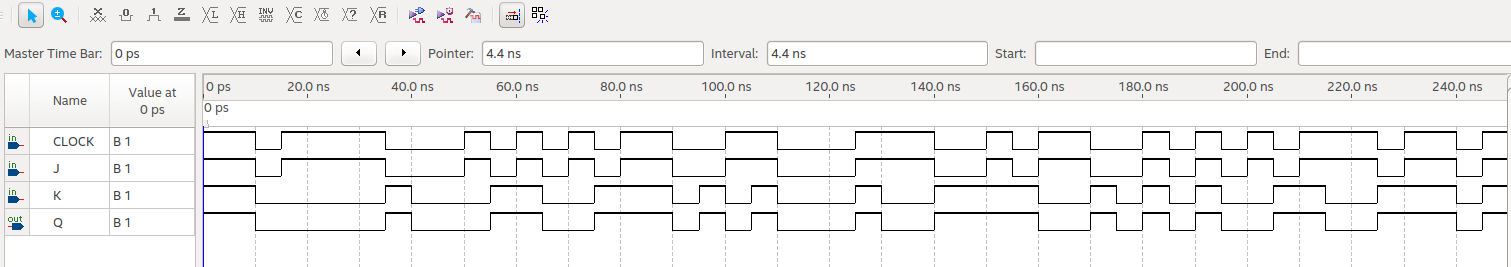 Master Time Bar: 0 ps Pointer: 4.4 ns Interval: 4.4 ns Start: End:
Name Value at 0 ps
0 ps 20.0 ns 40.0 ns 60.0 ns 80.0 ns 100.0 ns 120.0 ns 140.0 ns 160.0 ns 180.0 ns 200.0 ns 220.0 ns 240.0 ns
0 ps
in CLOCK B 1
in J B 1
in K B 1
out Q B 1